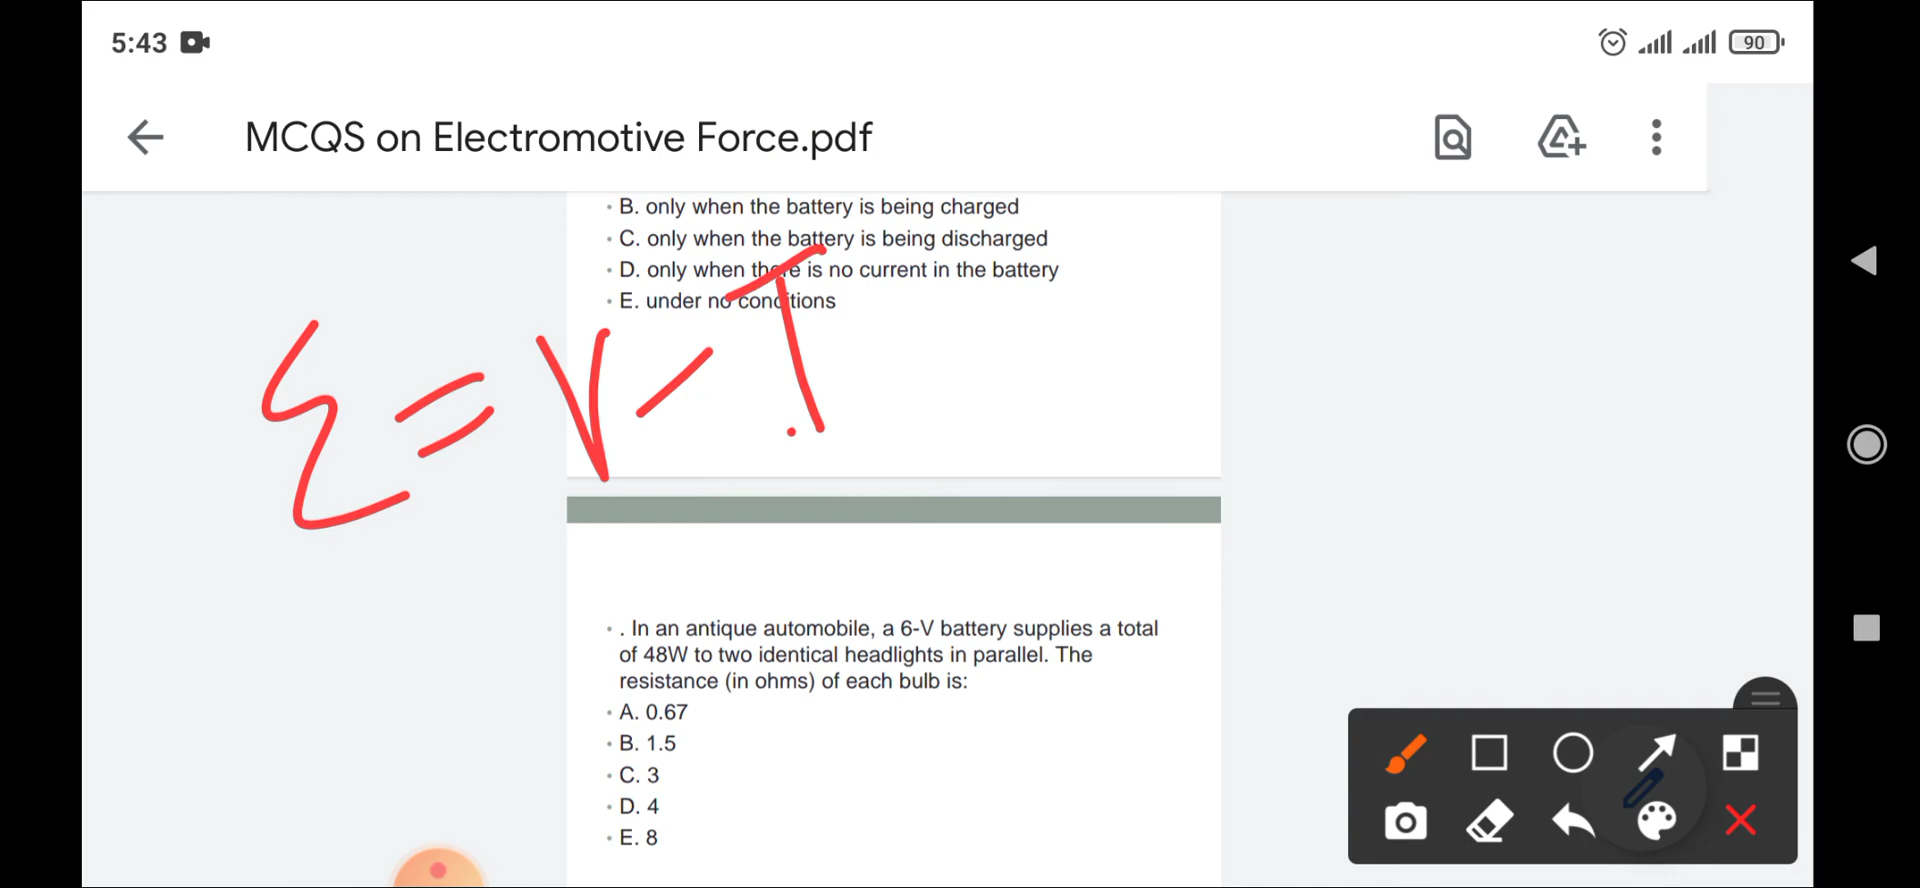 5:43
90
MCQS on Electromotive Force.pdf
• B. only when the battery is being charged
• C. only when the battery is being discharged
• D. only when there is no current in the battery
• E. under no conditions
Ɛ = V - I
• . In an antique automobile, a 6-V battery supplies a total
of 48W to two identical headlights in parallel. The
resistance (in ohms) of each bulb is:
• A. 0.67
• B. 1.5
• C. 3
• D. 4
• E. 8